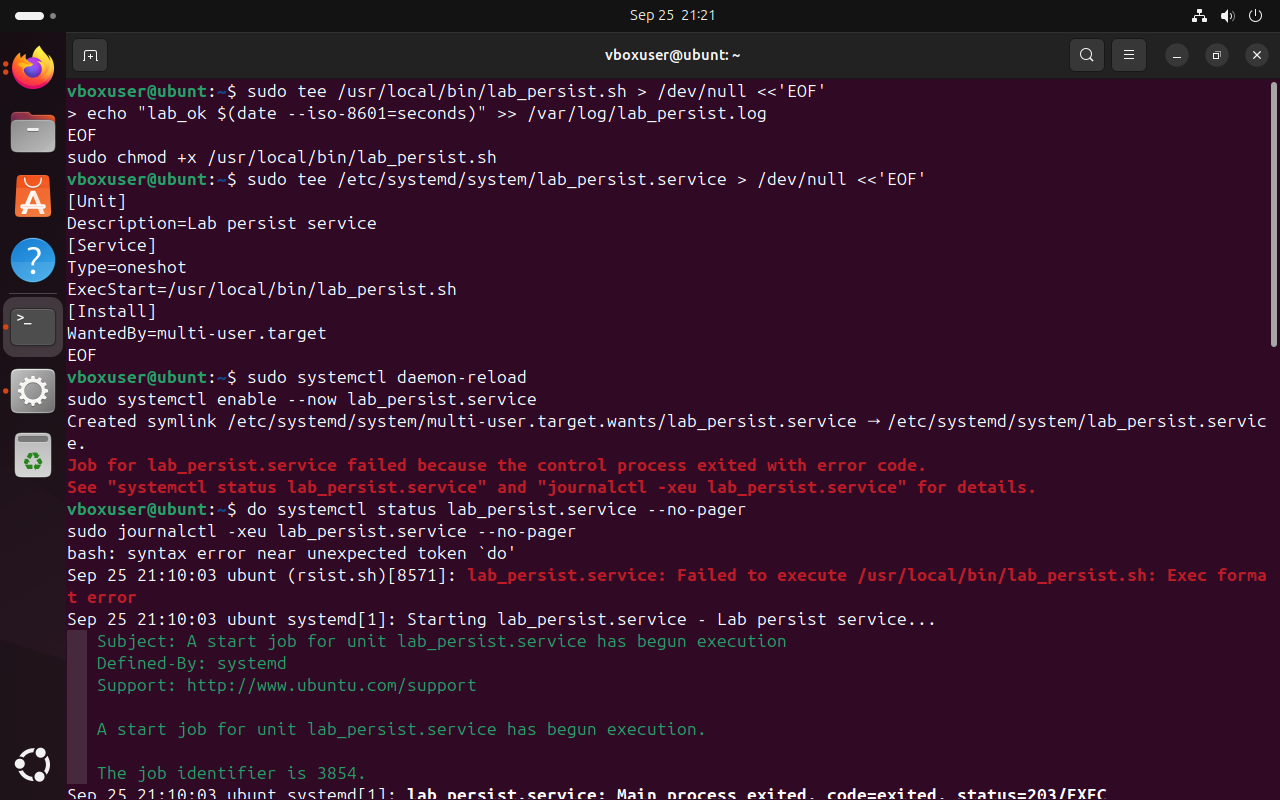 Sep 25 21:21
vboxuser@ubunt: ~
vboxuser@ubunt:~$ sudo tee /usr/local/bin/lab_persist.sh > /dev/null <<'EOF'
> echo "lab_ok $(date --iso-8601=seconds)" >> /var/log/lab_persist.log
EOF
sudo chmod +x /usr/local/bin/lab_persist.sh
vboxuser@ubunt:~$ sudo tee /etc/systemd/system/lab_persist.service > /dev/null <<'EOF'
[Unit]
Description=Lab persist service
[Service]
Type=oneshot
ExecStart=/usr/local/bin/lab_persist.sh
[Install]
WantedBy=multi-user.target
EOF
vboxuser@ubunt:~$ sudo systemctl daemon-reload
sudo systemctl enable --now lab_persist.service
Created symlink /etc/systemd/system/multi-user.target.wants/lab_persist.service → /etc/systemd/system/lab_persist.servic
e.
Job for lab_persist.service failed because the control process exited with error code.
See "systemctl status lab_persist.service" and "journalctl -xeu lab_persist.service" for details.
vboxuser@ubunt:~$ do systemctl status lab_persist.service --no-pager
sudo journalctl -xeu lab_persist.service --no-pager
bash: syntax error near unexpected token `do'
Sep 25 21:10:03 ubunt (rsist.sh)[8571]: lab_persist.service: Failed to execute /usr/local/bin/lab_persist.sh: Exec forma
t error
Sep 25 21:10:03 ubunt systemd[1]: Starting lab_persist.service - Lab persist service...
Subject: A start job for unit lab_persist.service has begun execution
Defined-By: systemd
Support: http://www.ubuntu.com/support
A start job for unit lab_persist.service has begun execution.
The job identifier is 3854.
Sep 25 21:10:03 ubunt systemd[1]: lab_persist.service: Main process exited, code=exited, status=203/EXEC